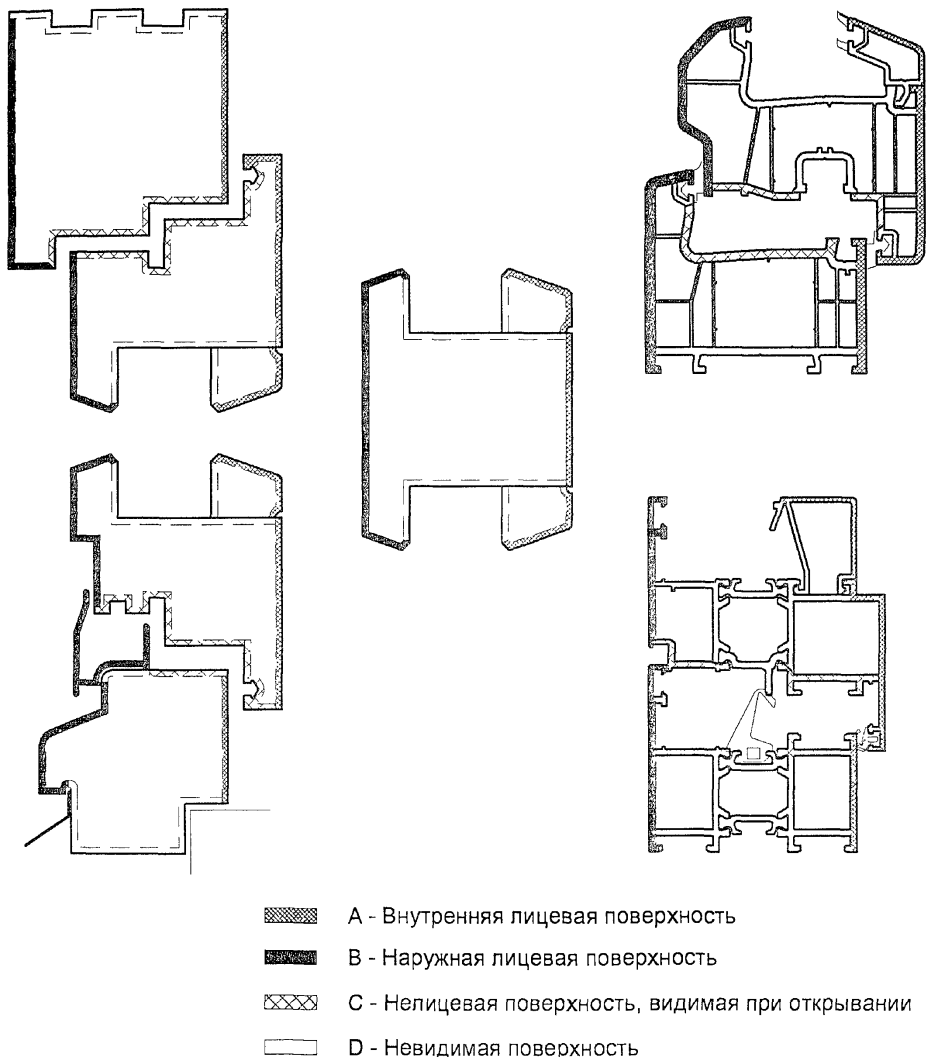 A - Внутренняя лицевая поверхность
B - Наружная лицевая поверхность
C - Нелицевая поверхность, видимая при открывании
D - Невидимая поверхность